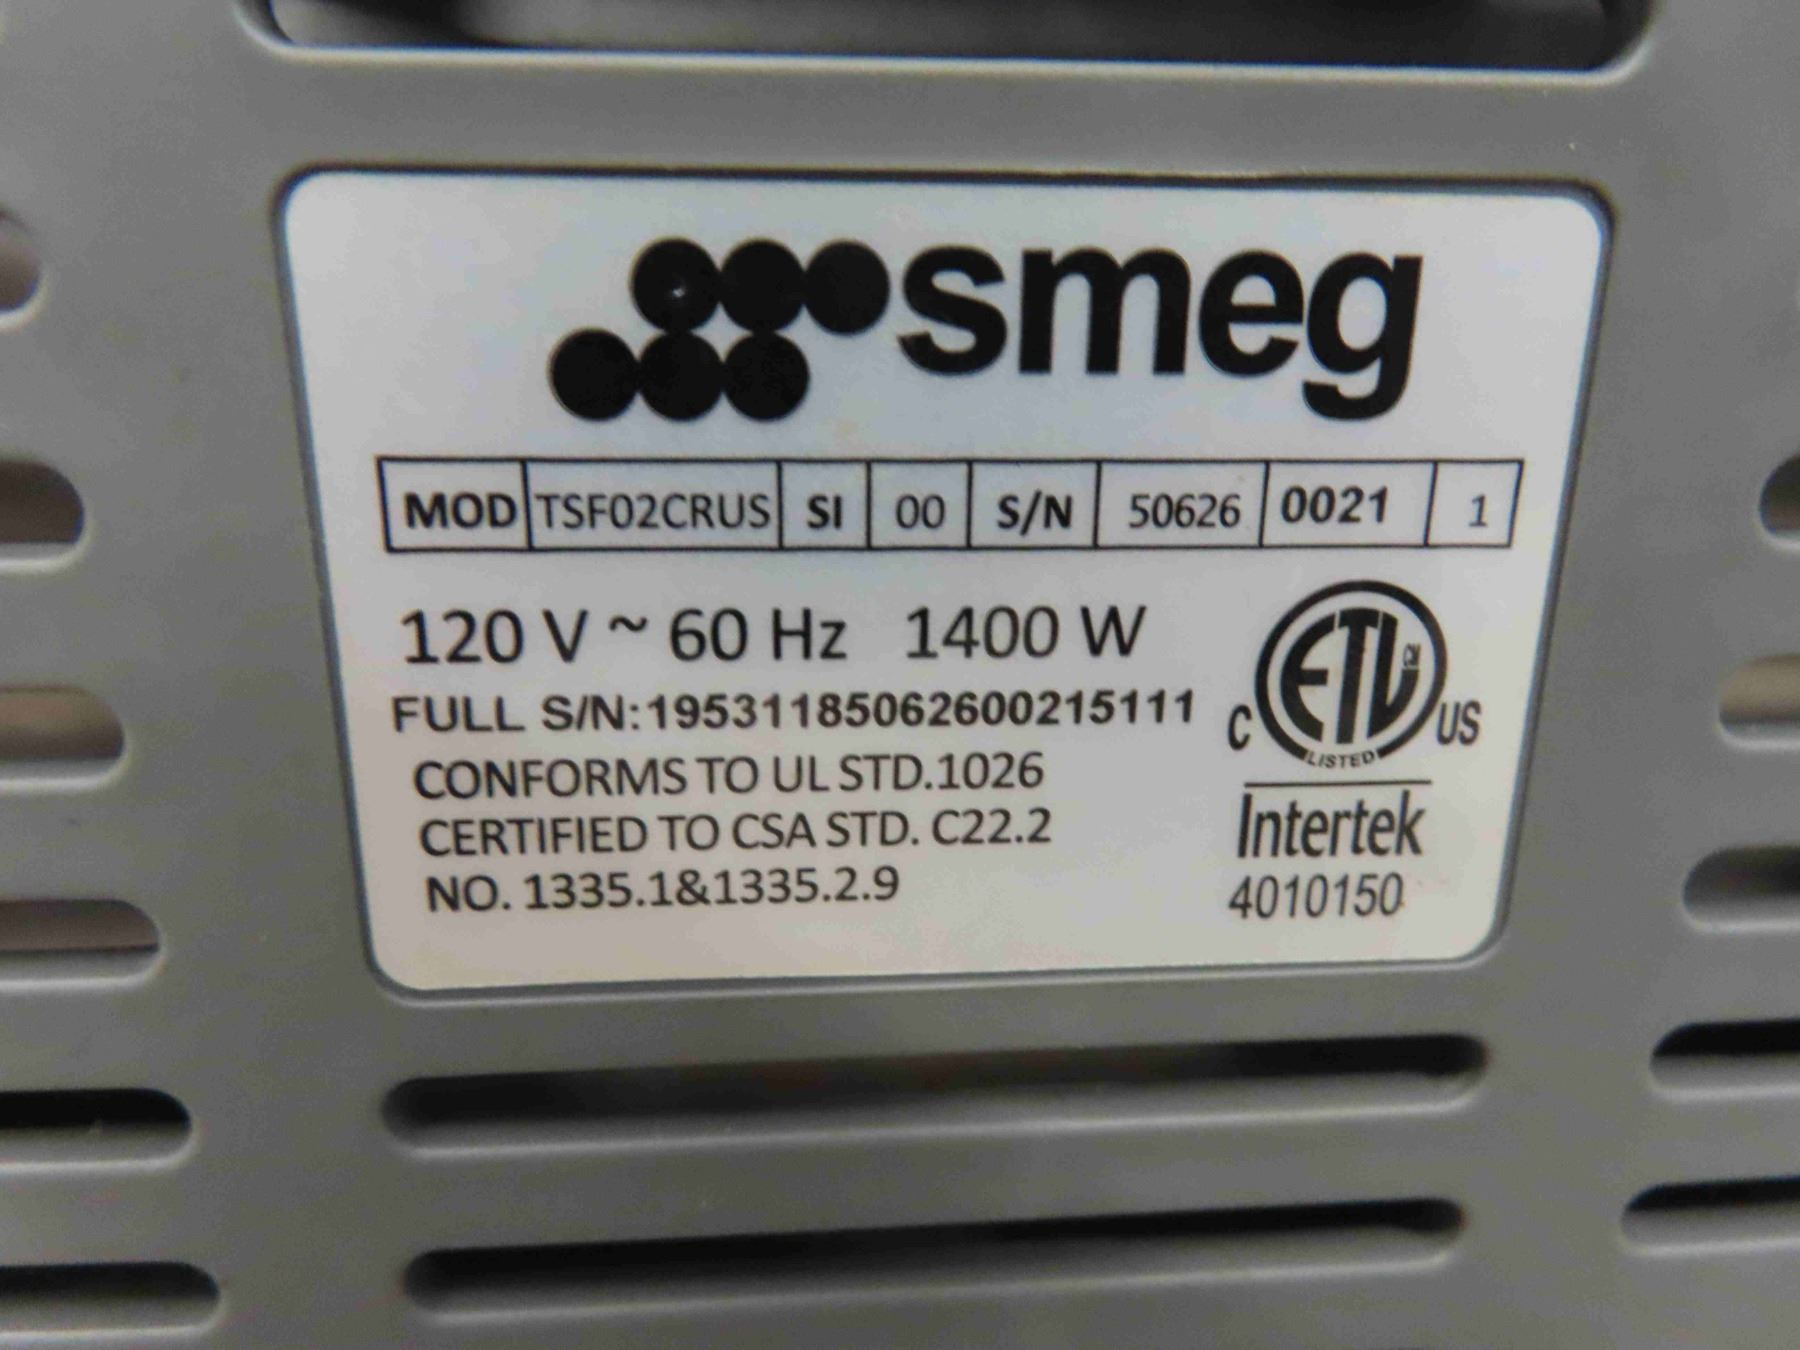 smeg
MOD TSF02CRUS SI 00 S/N 50626 0021 1
120 V ~ 60 Hz 1400 W
FULL S/N:19531185062600215111
CONFORMS TO UL STD.1026
CERTIFIED TO CSA STD. C22.2
NO. 1335.1&1335.2.9
ETL CM
C US
LISTED
Intertek
4010150